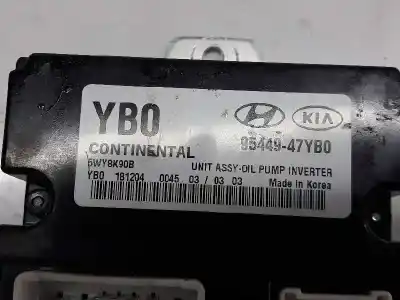 YB0
KIA
CONTINENTAL 95449-47YB0
5WY8K90B UNIT ASSY-OIL PUMP INVERTER
YB0 181204 0045 03 / 03 03 Made in Korea